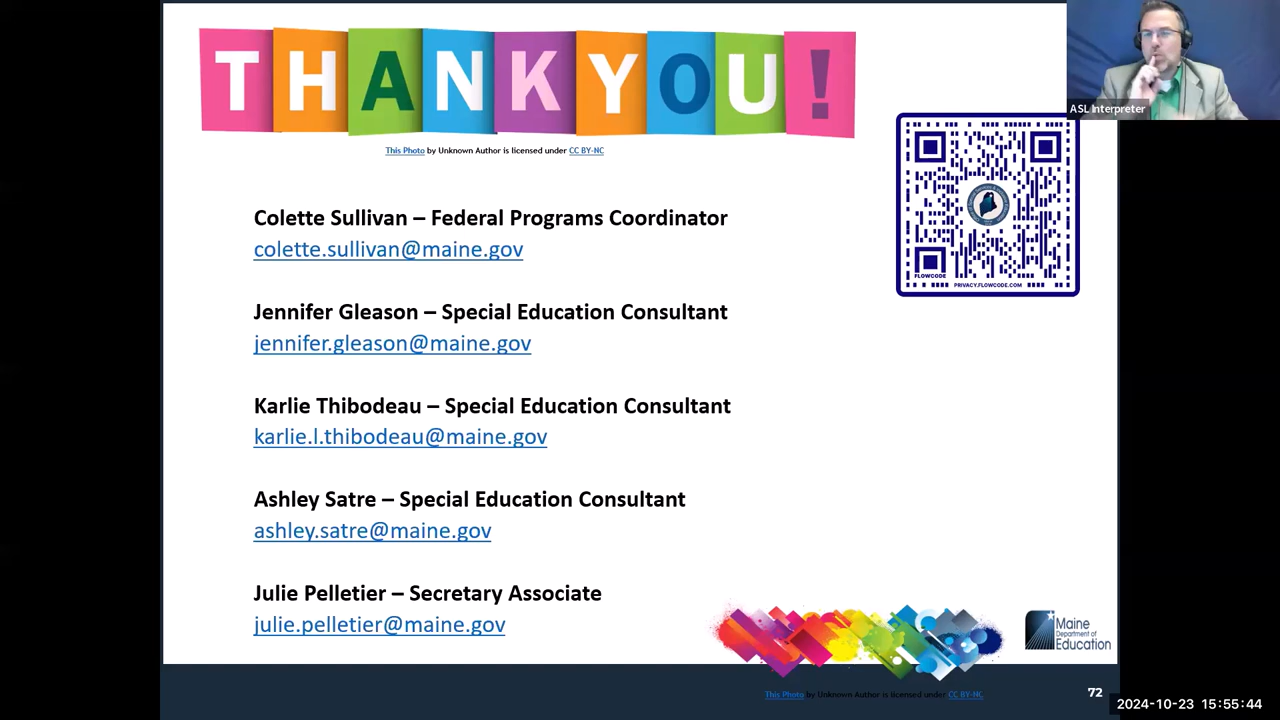 THANK YOU!
ASL Interpreter
This Photo by Unknown Author is licensed under CC BY-NC
FLOWCODE
PRIVACY.FLOWCODE.COM
Colette Sullivan – Federal Programs Coordinator
colette.sullivan@maine.gov
Jennifer Gleason – Special Education Consultant
jennifer.gleason@maine.gov
Karlie Thibodeau – Special Education Consultant
karlie.l.thibodeau@maine.gov
Ashley Satre – Special Education Consultant
ashley.satre@maine.gov
Julie Pelletier – Secretary Associate
julie.pelletier@maine.gov
Maine
Department of
Education
This Photo by Unknown Author is licensed under CC BY-NC
72
2024-10-23 15:55:44